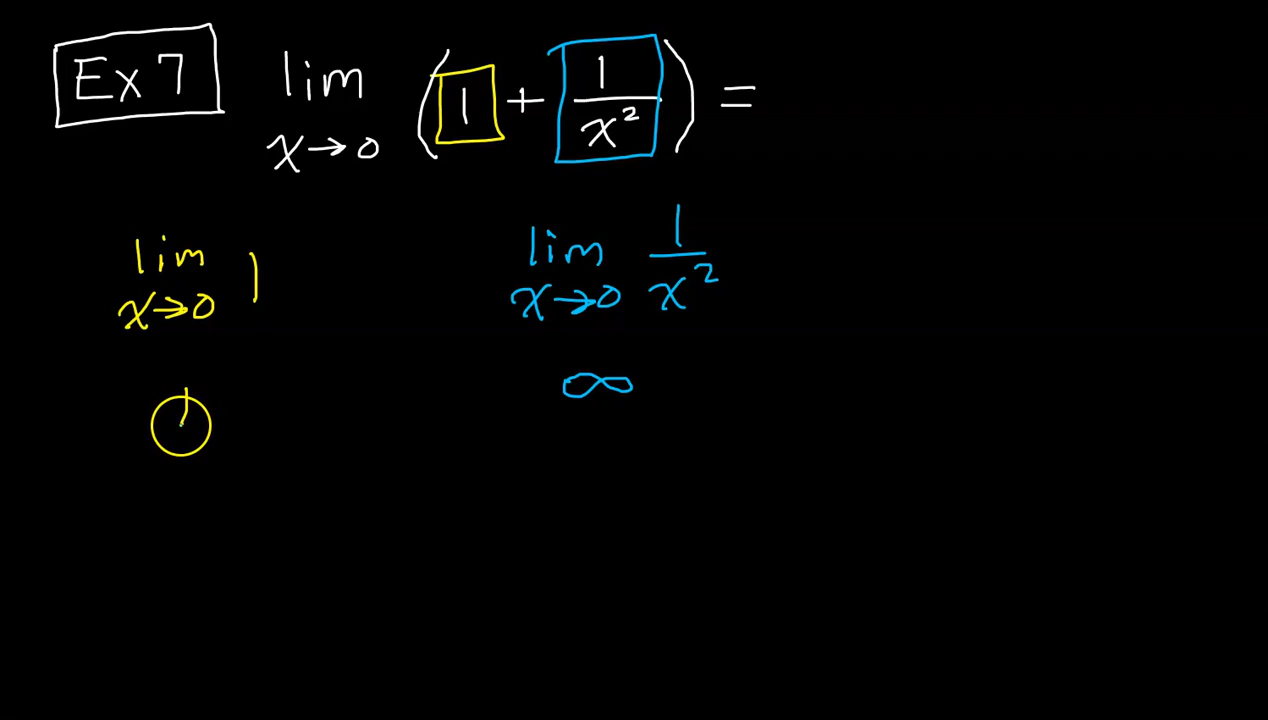 Ex 7 lim x→0 (1 + 1/x²) =
lim x→0 1
lim x→0 1/x²
1
∞